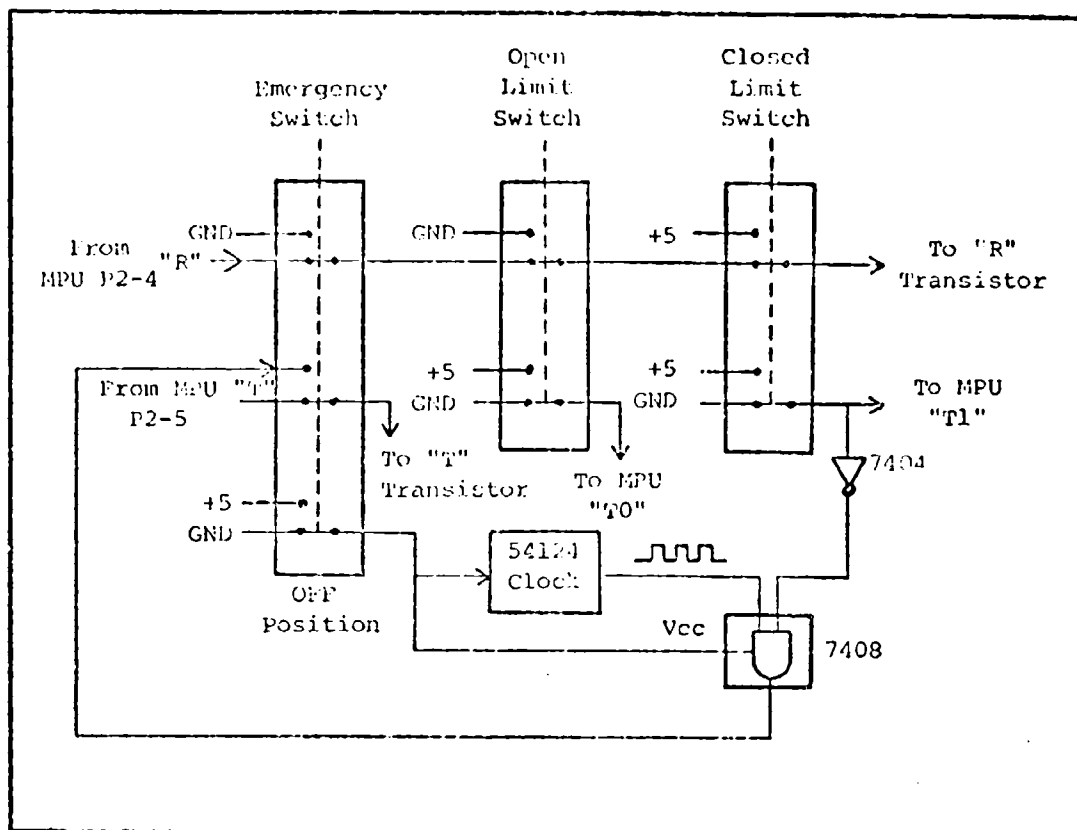 Emergency
Switch
Open
Limit
Switch
Closed
Limit
Switch
GND
From "R"
MPU P2-4
GND
+5
To "R"
Transistor
From MPU "T"
P2-5
+5
GND
+5
GND
To MPU
"T1"
To "T"
Transistor
To MPU
"T0"
7404
+5
GND
54124
Clock
OFF
Position
Vcc
7408